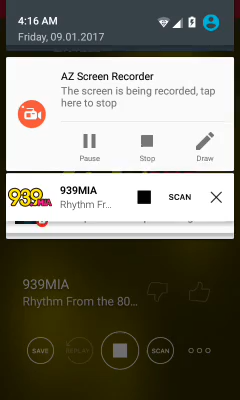 4:16 AM
Friday, 09.01.2017
AZ Screen Recorder
The screen is being recorded, tap
here to stop
Pause
Stop
Draw
939MIA
939MIA
Rhythm Fr...
SCAN
939MIA
Rhythm From the 80...
SAVE
REPLAY
SCAN